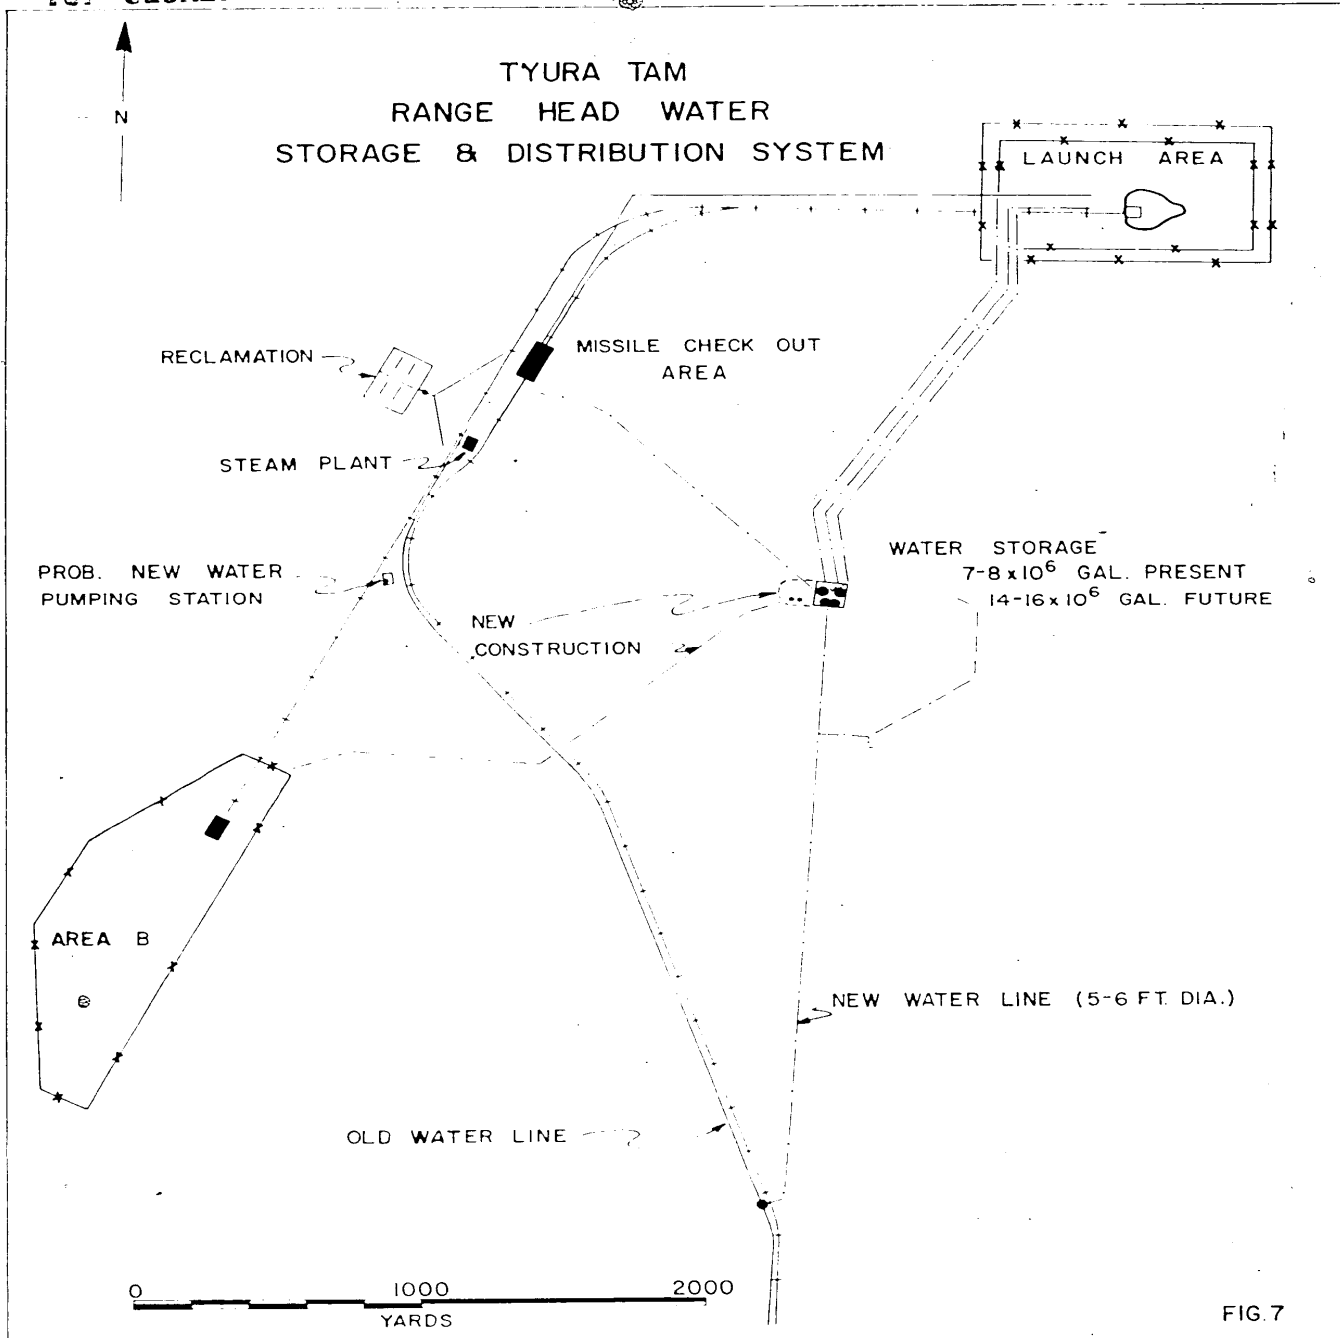 TYURA TAM
RANGE HEAD WATER
STORAGE & DISTRIBUTION SYSTEM
N
LAUNCH AREA
RECLAMATION
MISSILE CHECK OUT
AREA
STEAM PLANT
PROB. NEW WATER
PUMPING STATION
WATER STORAGE
7-8 x 10⁶ GAL. PRESENT
14-16 x 10⁶ GAL. FUTURE
NEW
CONSTRUCTION
AREA B
NEW WATER LINE (5-6 FT. DIA.)
OLD WATER LINE
0 1000 2000
YARDS
FIG. 7